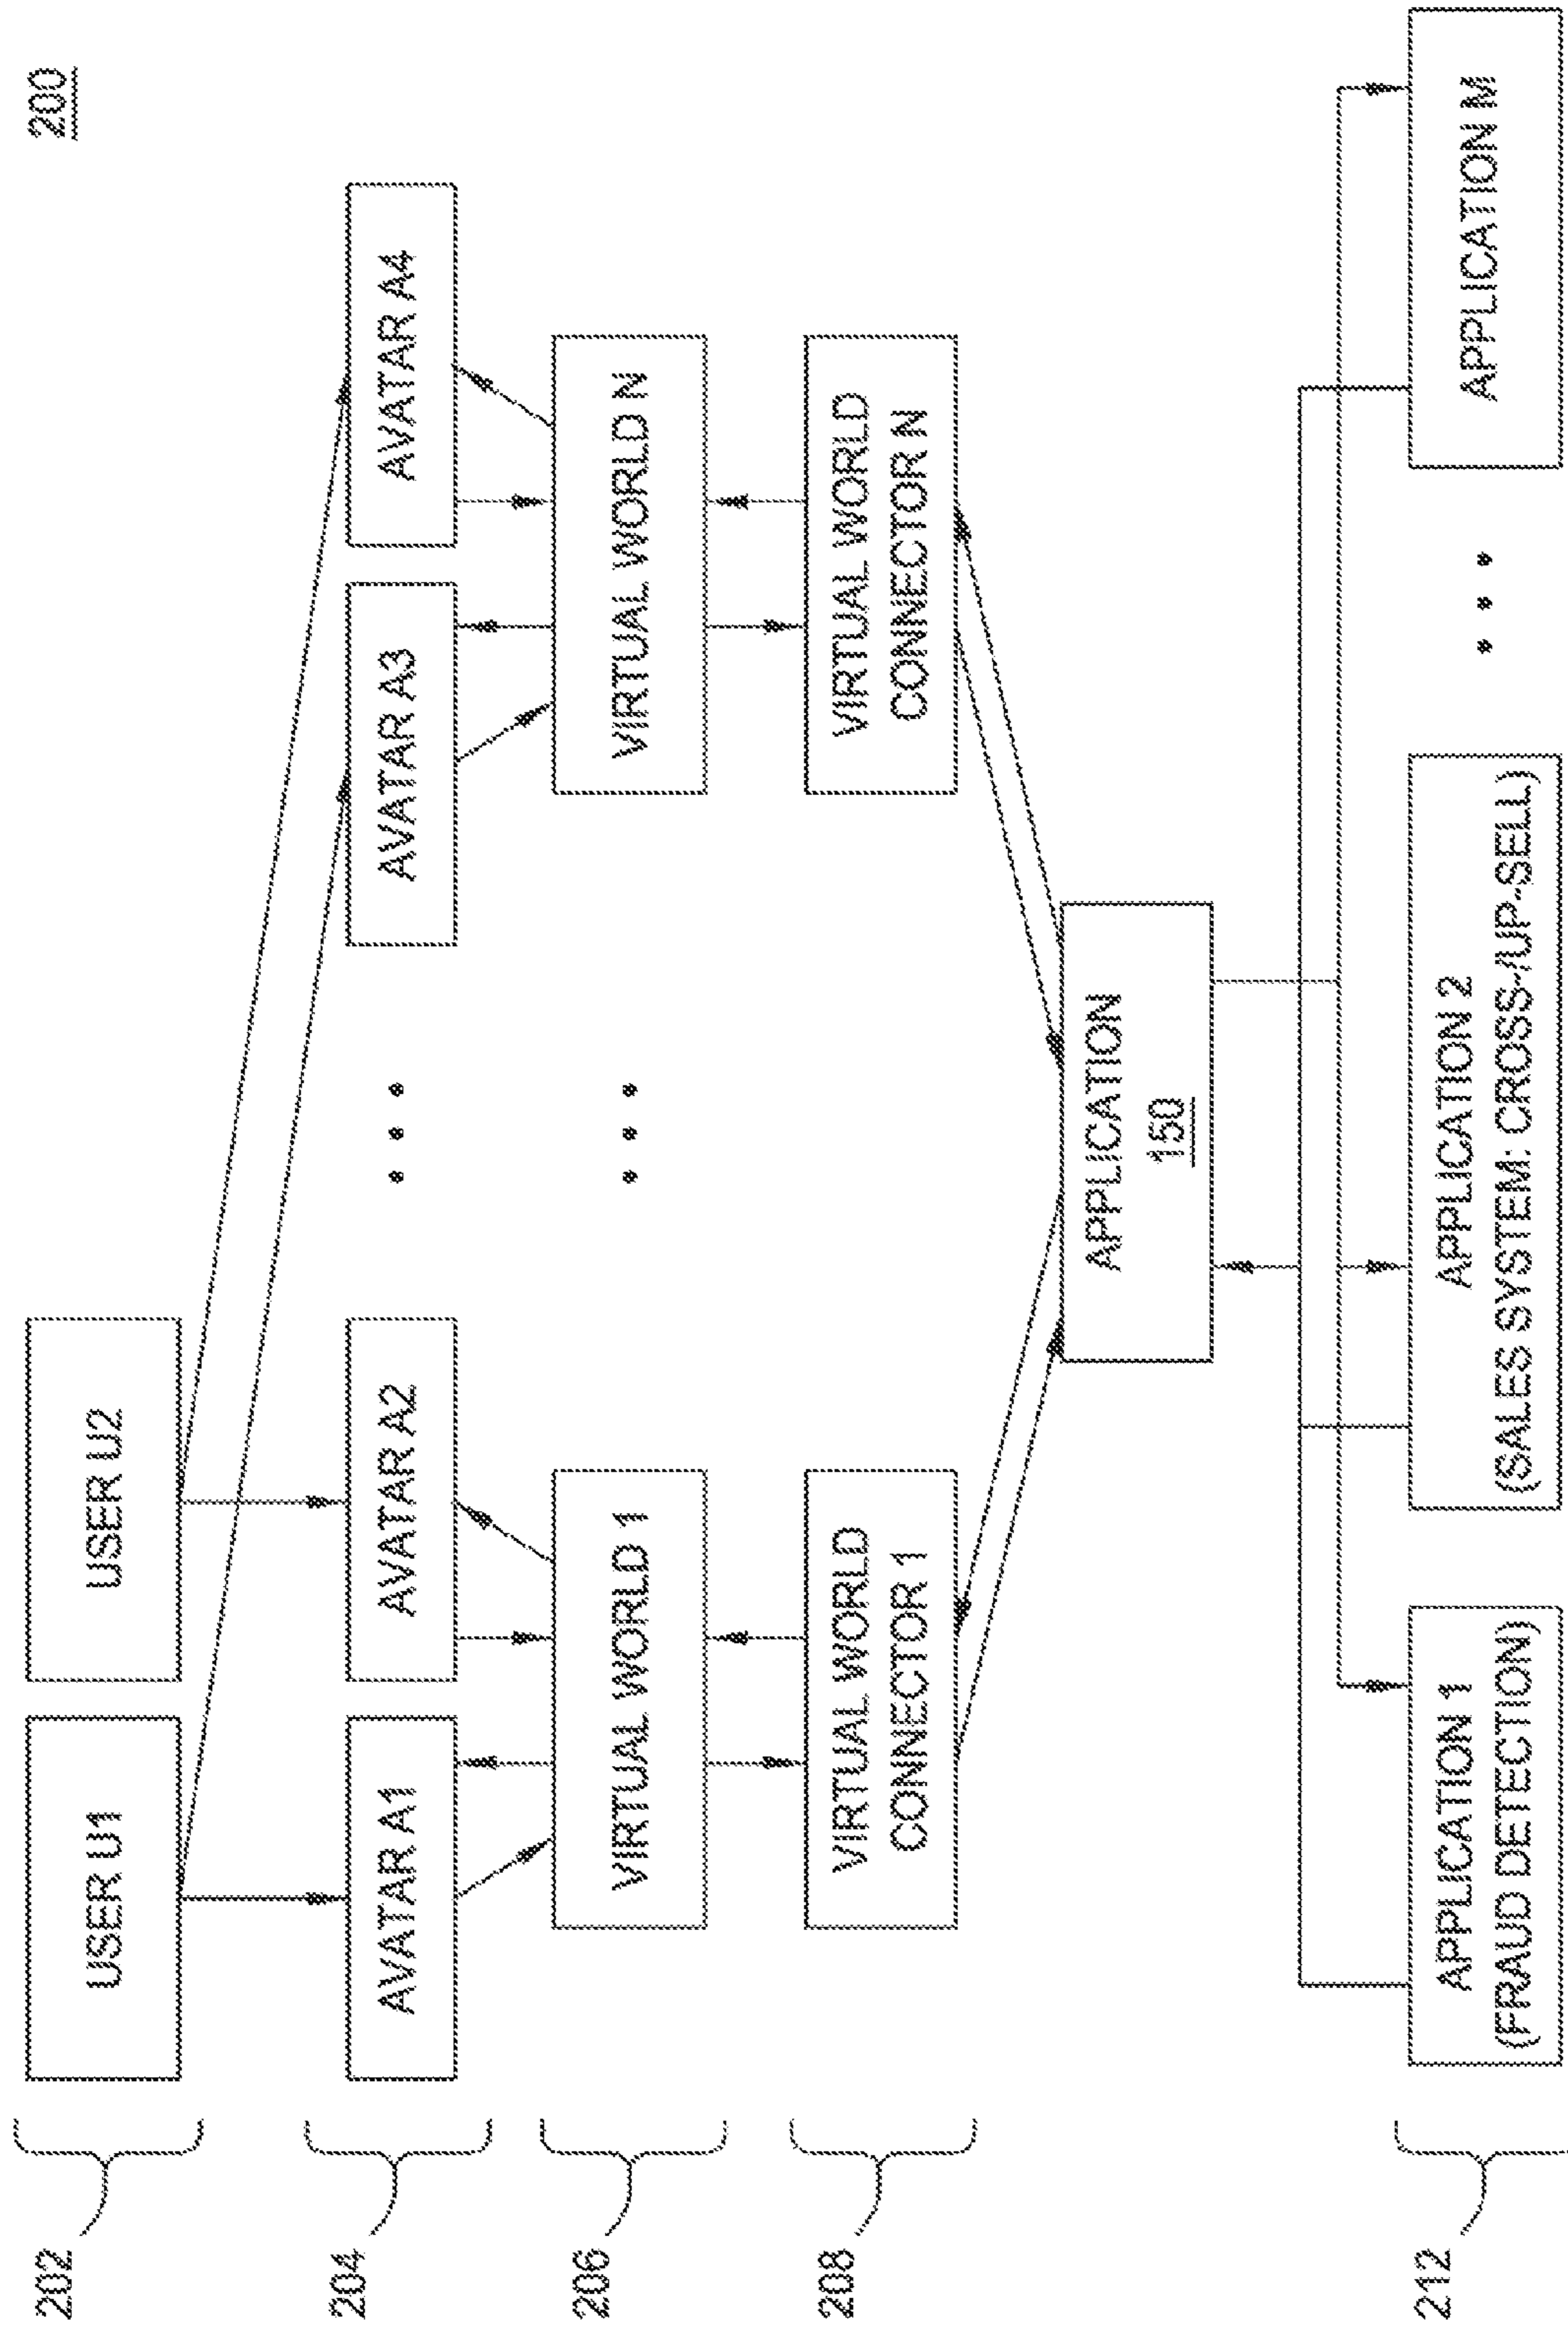 200
202
USER U1
USER U2
204
AVATAR A1
AVATAR A2
• • •
AVATAR A3
AVATAR A4
206
VIRTUAL WORLD 1
• • •
VIRTUAL WORLD N
208
VIRTUAL WORLD
CONNECTOR 1
VIRTUAL WORLD
CONNECTOR N
APPLICATION
150
212
APPLICATION 1
(FRAUD DETECTION)
APPLICATION 2
(SALES SYSTEM: CROSS-/UP-SELL)
• • •
APPLICATION M